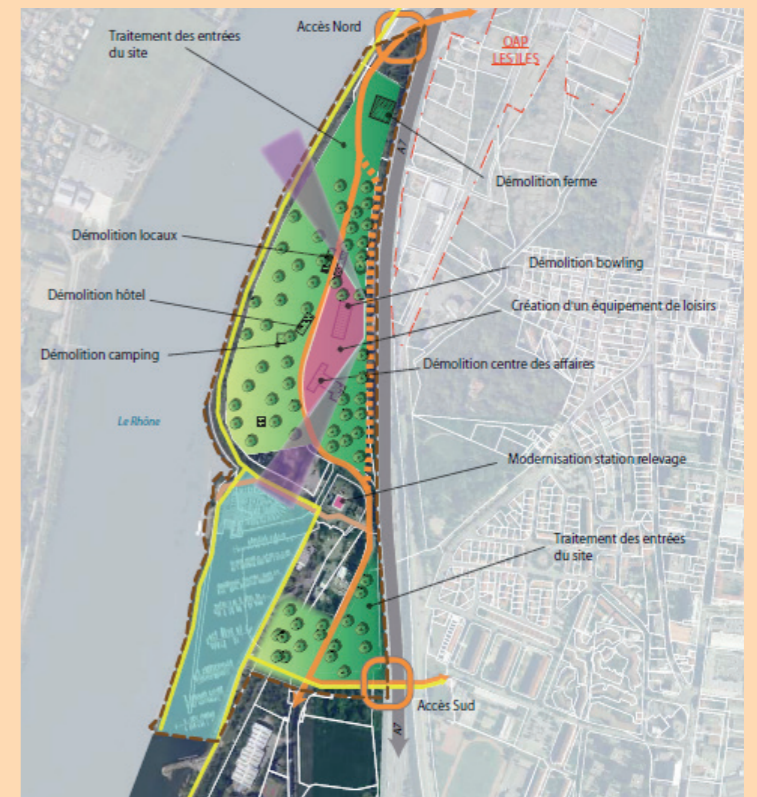 Accès Nord
Traitement des entrées
du site
OAP
LES ILES
A7
Démolition ferme
Démolition locaux
Démolition bowling
Démolition hôtel
Création d'un équipement de loisirs
Démolition camping
Démolition centre des affaires
Le Rhône
Modernisation station relevage
Traitement des entrées
du site
Accès Sud
A7